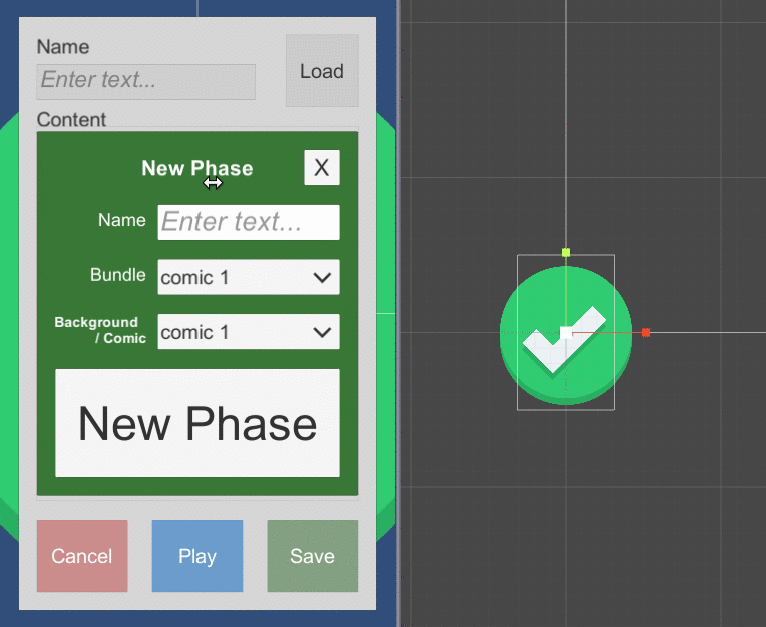 Name
Enter text...
Load
Content
New Phase
X
Name
Enter text...
Bundle
comic 1
Background
/ Comic
comic 1
New Phase
Cancel
Play
Save